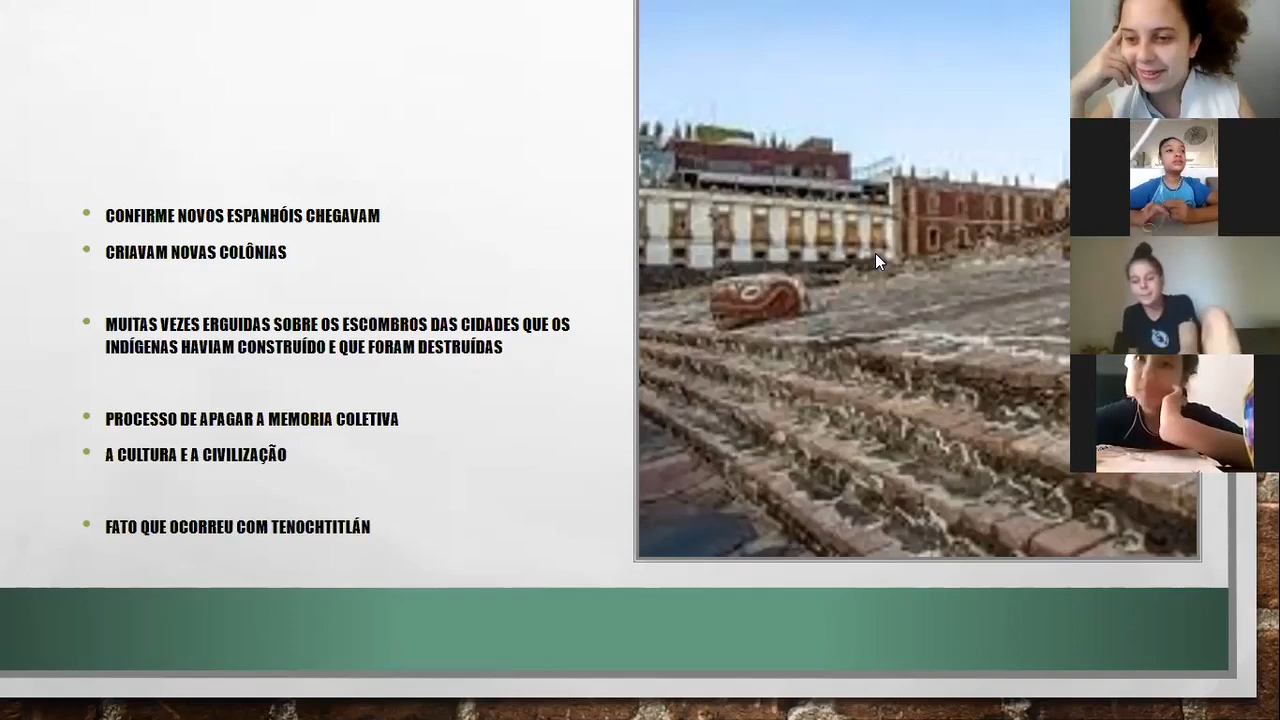 CONFIRME NOVOS ESPANHÓIS CHEGAVAM
CRIAVAM NOVAS COLÔNIAS
MUITAS VEZES ERGUIDAS SOBRE OS ESCOMBROS DAS CIDADES QUE OS
INDÍGENAS HAVIAM CONSTRUÍDO E QUE FORAM DESTRUÍDAS
PROCESSO DE APAGAR A MEMORIA COLETIVA
A CULTURA E A CIVILIZAÇÃO
FATO QUE OCORREU COM TENOCHTITLÁN